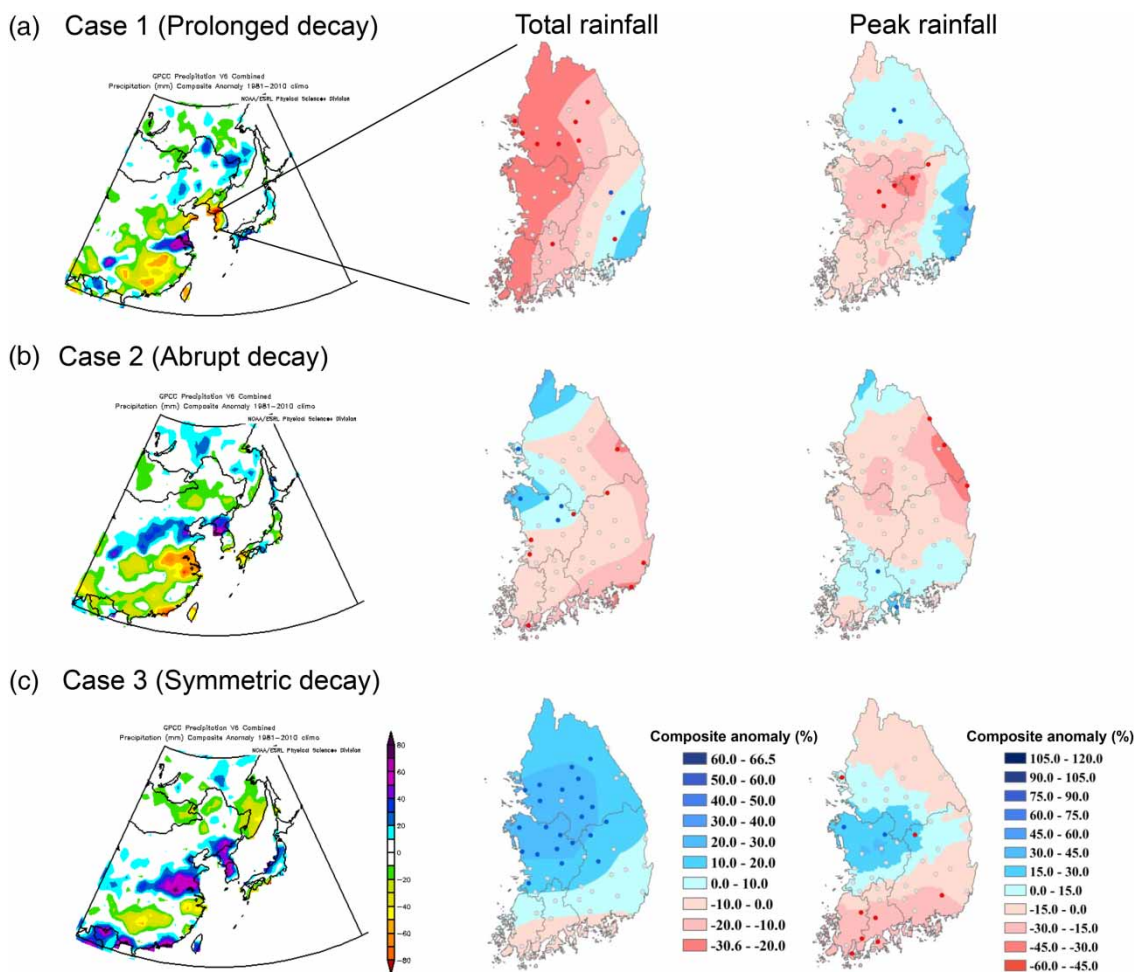 (a) Case 1 (Prolonged decay)
Total rainfall
Peak rainfall
GPCC Precipitation V6 Combined
Precipitation (mm) Composite Anomaly 1981-2010 climo
NOAA/ESRL Physical Sciences Division
(b) Case 2 (Abrupt decay)
GPCC Precipitation V6 Combined
Precipitation (mm) Composite Anomaly 1981-2010 climo
NOAA/ESRL Physical Sciences Division
(c) Case 3 (Symmetric decay)
GPCC Precipitation V6 Combined
Precipitation (mm) Composite Anomaly 1981-2010 climo
NOAA/ESRL Physical Sciences Division
80
60
40
20
0
-20
-40
-60
-80
Composite anomaly (%)
60.0 - 66.5
50.0 - 60.0
40.0 - 50.0
30.0 - 40.0
20.0 - 30.0
10.0 - 20.0
0.0 - 10.0
-10.0 - 0.0
-20.0 - -10.0
-30.6 - -20.0
Composite anomaly (%)
105.0 - 120.0
90.0 - 105.0
75.0 - 90.0
60.0 - 75.0
45.0 - 60.0
30.0 - 45.0
15.0 - 30.0
0.0 - 15.0
-15.0 - 0.0
-30.0 - -15.0
-45.0 - -30.0
-60.0 - -45.0